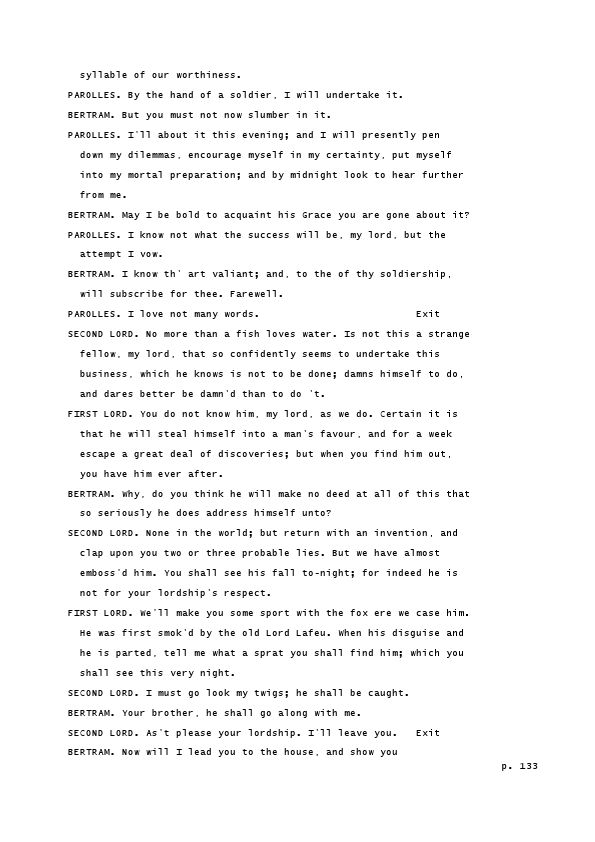 syllable of our worthiness.
PAROLLES. By the hand of a soldier, I will undertake it.
BERTRAM. But you must not now slumber in it.
PAROLLES. I'll about it this evening; and I will presently pen
down my dilemmas, encourage myself in my certainty, put myself
into my mortal preparation; and by midnight look to hear further
from me.
BERTRAM. May I be bold to acquaint his Grace you are gone about it?
PAROLLES. I know not what the success will be, my lord, but the
attempt I vow.
BERTRAM. I know th' art valiant; and, to the of thy soldiership,
will subscribe for thee. Farewell.
PAROLLES. I love not many words. Exit
SECOND LORD. No more than a fish loves water. Is not this a strange
fellow, my lord, that so confidently seems to undertake this
business, which he knows is not to be done; damns himself to do,
and dares better be damn'd than to do 't.
FIRST LORD. You do not know him, my lord, as we do. Certain it is
that he will steal himself into a man's favour, and for a week
escape a great deal of discoveries; but when you find him out,
you have him ever after.
BERTRAM. Why, do you think he will make no deed at all of this that
so seriously he does address himself unto?
SECOND LORD. None in the world; but return with an invention, and
clap upon you two or three probable lies. But we have almost
emboss'd him. You shall see his fall to-night; for indeed he is
not for your lordship's respect.
FIRST LORD. We'll make you some sport with the fox ere we case him.
He was first smok'd by the old Lord Lafeu. When his disguise and
he is parted, tell me what a sprat you shall find him; which you
shall see this very night.
SECOND LORD. I must go look my twigs; he shall be caught.
BERTRAM. Your brother, he shall go along with me.
SECOND LORD. As't please your lordship. I'll leave you. Exit
BERTRAM. Now will I lead you to the house, and show you
p. 133